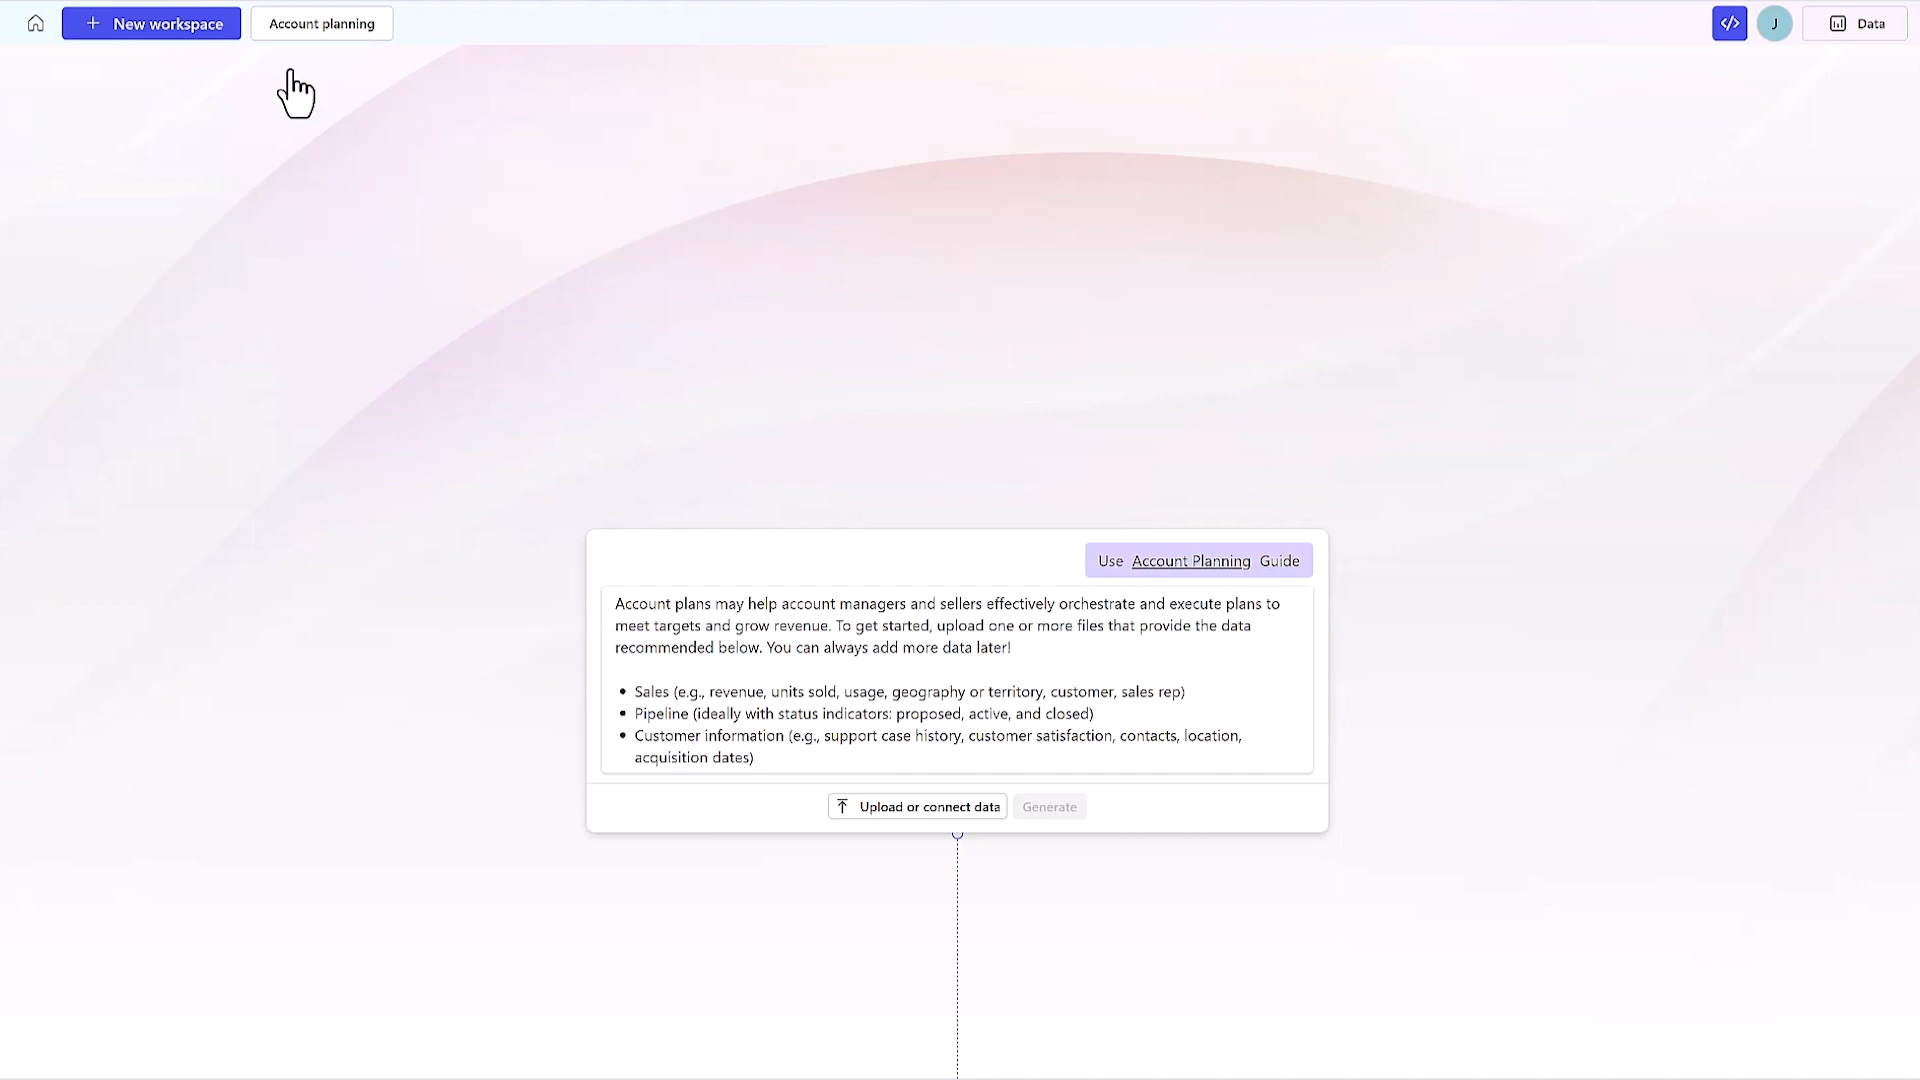 New workspace
Account planning
J
Data
Use Account Planning Guide
Account plans may help account managers and sellers effectively orchestrate and execute plans to
meet targets and grow revenue. To get started, upload one or more files that provide the data
recommended below. You can always add more data later!
• Sales (e.g., revenue, units sold, usage, geography or territory, customer, sales rep)
• Pipeline (ideally with status indicators: proposed, active, and closed)
• Customer information (e.g., support case history, customer satisfaction, contacts, location,
acquisition dates)
Upload or connect data
Generate